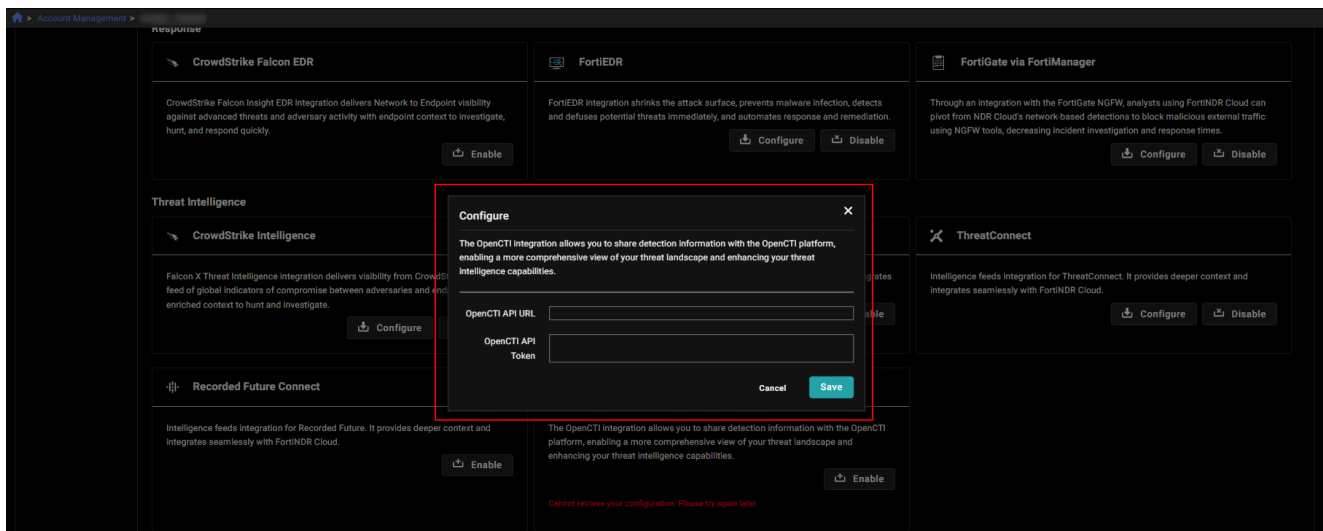 > Account Management >
Response
CrowdStrike Falcon EDR
CrowdStrike Falcon Insight EDR integration delivers Network to Endpoint visibility
against advanced threats and adversary activity with endpoint context to investigate,
hunt, and respond quickly.
Enable
FortiEDR
FortiEDR integration shrinks the attack surface, prevents malware infection, detects
and defuses potential threats immediately, and automates response and remediation.
Configure Disable
FortiGate via FortiManager
Through an integration with the FortiGate NGFW, analysts using FortiNDR Cloud can
pivot from NDR Cloud's network-based detections to block malicious external traffic
using NGFW tools, decreasing incident investigation and response times.
Configure Disable
Threat Intelligence
CrowdStrike Intelligence
Falcon X Threat Intelligence integration delivers visibility from
feed of global indicators of compromise between adversaries and
enriched context to hunt and investigate.
Configure
Configure
The OpenCTI integration allows you to share detection information with the OpenCTI platform,
enabling a more comprehensive view of your threat landscape and enhancing your threat
intelligence capabilities.
OpenCTI API URL
OpenCTI API
Token
Cancel Save
ThreatConnect
Intelligence feeds integration for ThreatConnect. It provides deeper context and
integrates seamlessly with FortiNDR Cloud.
Configure Disable
Recorded Future Connect
Intelligence feeds integration for Recorded Future. It provides deeper context and
integrates seamlessly with FortiNDR Cloud.
Enable
The OpenCTI integration allows you to share detection information with the OpenCTI
platform, enabling a more comprehensive view of your threat landscape and
enhancing your threat intelligence capabilities.
Enable
Cannot retrieve your configuration. Please try again later.